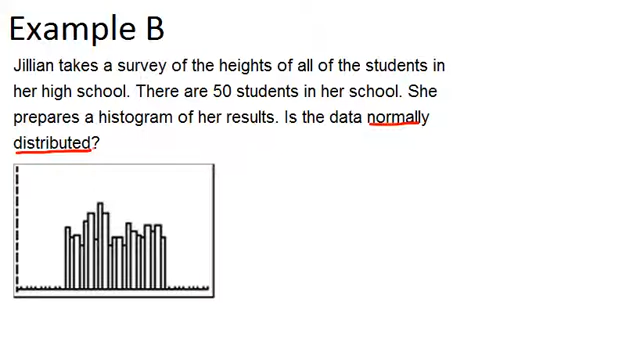 Example B
Jillian takes a survey of the heights of all of the students in
her high school. There are 50 students in her school. She
prepares a histogram of her results. Is the data normally
distributed?